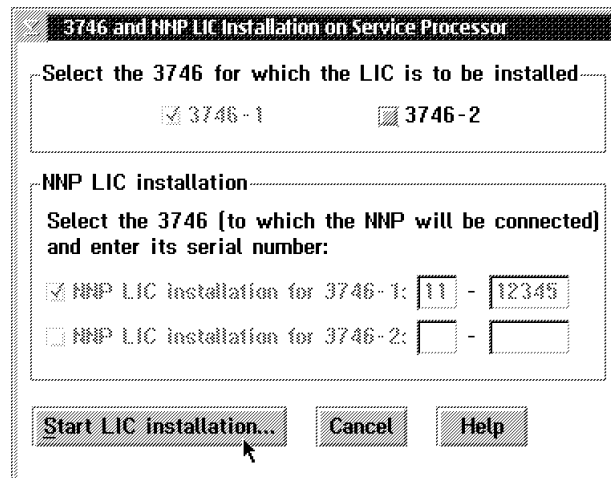 3746 and NNP LIC Installation on Service Processor
Select the 3746 for which the LIC is to be installed
3746-1 3746-2
NNP LIC installation
Select the 3746 (to which the NNP will be connected)
and enter its serial number:
NNP LIC installation for 3746-1: 11 - 12345
NNP LIC installation for 3746-2: -
Start LIC installation... Cancel Help